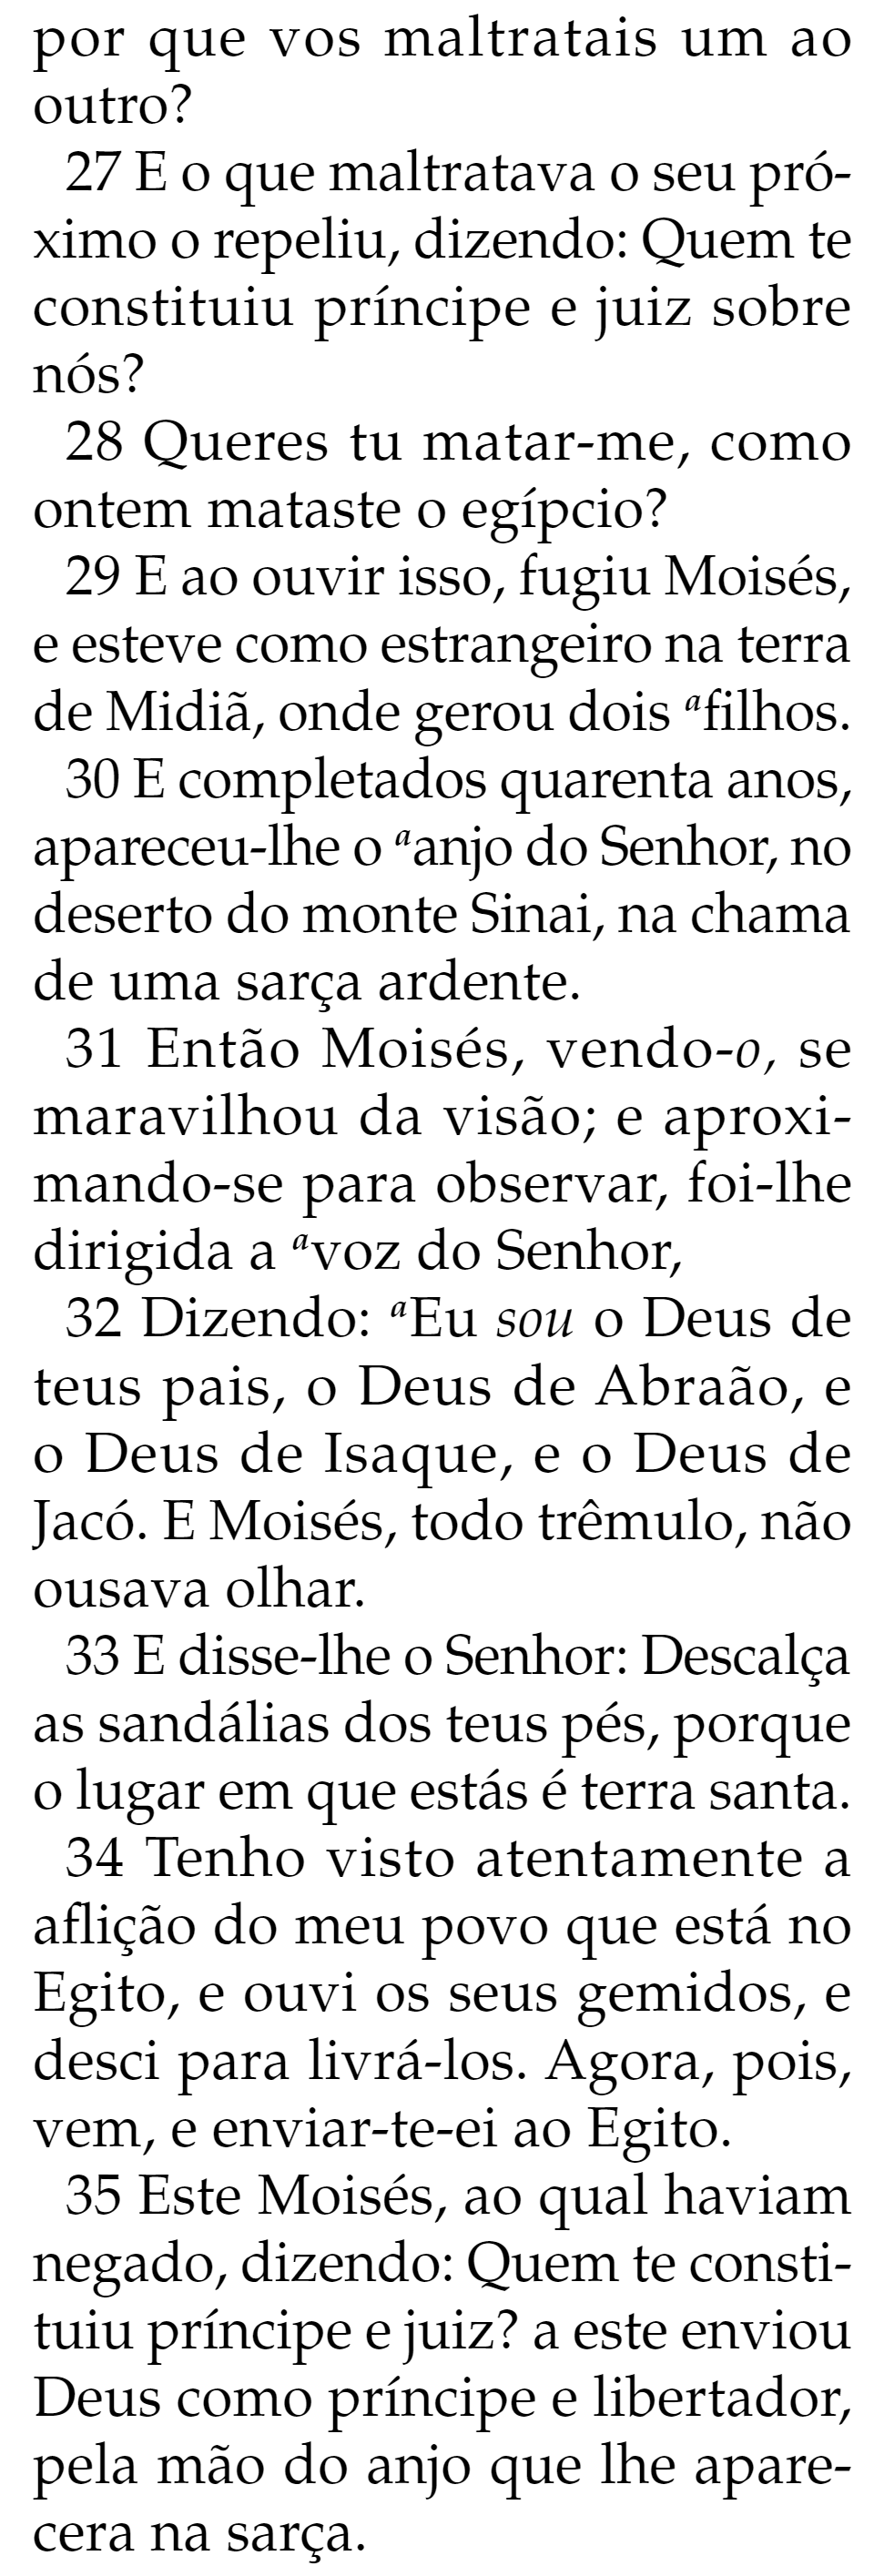 por que vos maltratais um ao
outro?
27 E o que maltratava o seu pró-
ximo o repeliu, dizendo: Quem te
constituiu príncipe e juiz sobre
nós?
28 Queres tu matar-me, como
ontem mataste o egípcio?
29 E ao ouvir isso, fugiu Moisés,
e esteve como estrangeiro na terra
de Midiã, onde gerou dois ᵃfilhos.
30 E completados quarenta anos,
apareceu-lhe o ᵃanjo do Senhor, no
deserto do monte Sinai, na chama
de uma sarça ardente.
31 Então Moisés, vendo-o, se
maravilhou da visão; e aproxi-
mando-se para observar, foi-lhe
dirigida a ᵃvoz do Senhor,
32 Dizendo: ᵃEu sou o Deus de
teus pais, o Deus de Abraão, e
o Deus de Isaque, e o Deus de
Jacó. E Moisés, todo trêmulo, não
ousava olhar.
33 E disse-lhe o Senhor: Descalça
as sandálias dos teus pés, porque
o lugar em que estás é terra santa.
34 Tenho visto atentamente a
aflição do meu povo que está no
Egito, e ouvi os seus gemidos, e
desci para livrá-los. Agora, pois,
vem, e enviar-te-ei ao Egito.
35 Este Moisés, ao qual haviam
negado, dizendo: Quem te consti-
tuiu príncipe e juiz? a este enviou
Deus como príncipe e libertador,
pela mão do anjo que lhe apare-
cera na sarça.